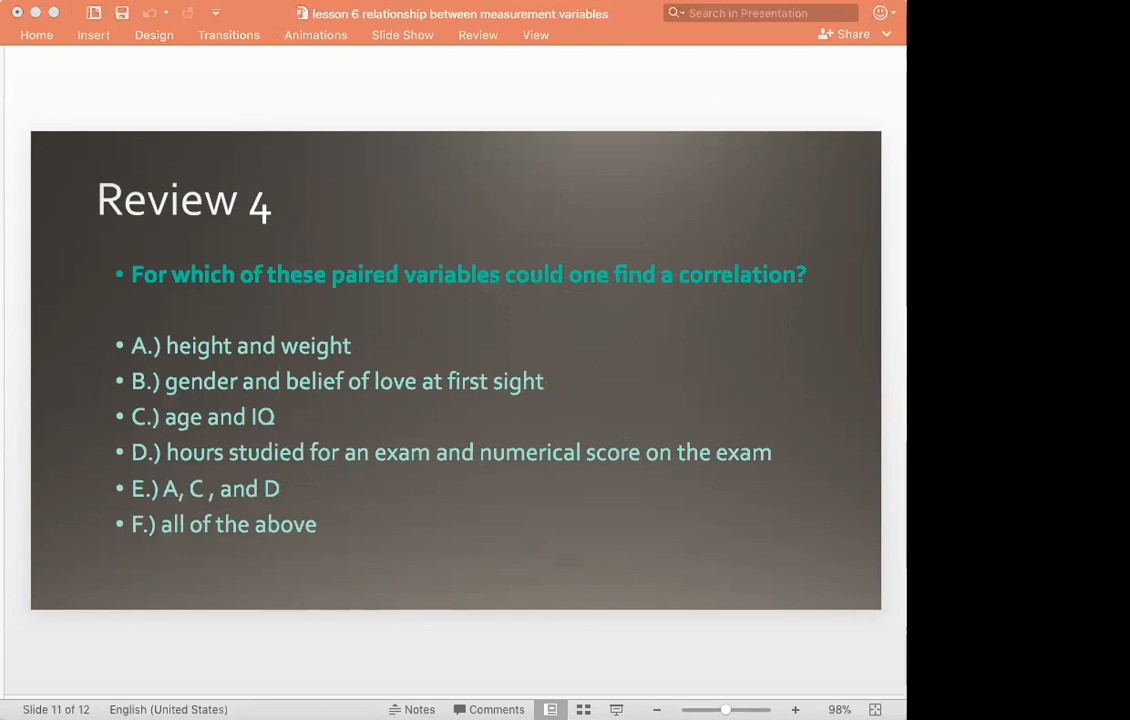 lesson 6 relationship between measurement variables
Search in Presentation
Home Insert Design Transitions Animations Slide Show Review View
Share
Review 4
• For which of these paired variables could one find a correlation?
• A.) height and weight
• B.) gender and belief of love at first sight
• C.) age and IQ
• D.) hours studied for an exam and numerical score on the exam
• E.) A, C , and D
• F.) all of the above
Slide 11 of 12 English (United States) Notes Comments 98%